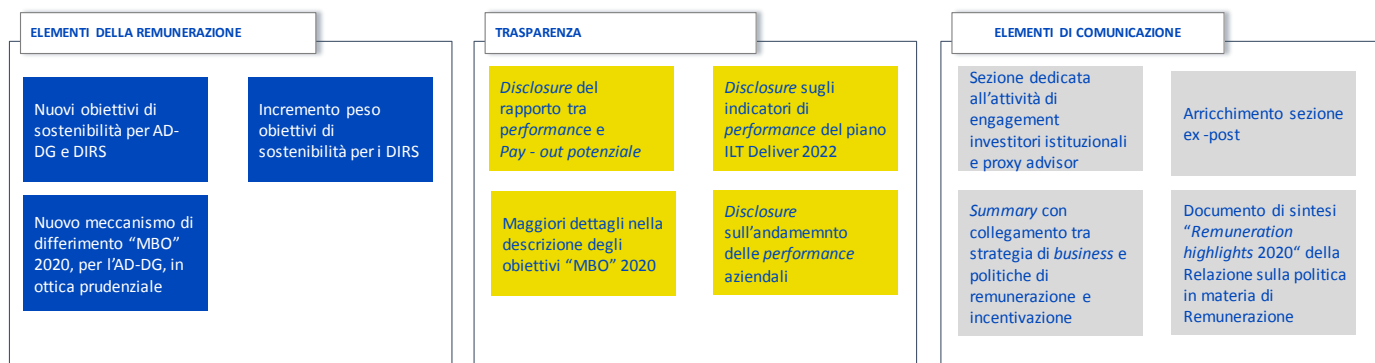 ELEMENTI DELLA REMUNERAZIONE
Nuovi obiettivi di
sostenibilità per AD-
DG e DIRS
Incremento peso
obiettivi di
sostenibilità per i DIRS
Nuovo meccanismo di
differimento “MBO”
2020, per l’AD-DG, in
ottica prudenziale
TRASPARENZA
Disclosure del
rapporto tra
performance e
Pay - out potenziale
Disclosure sugli
indicatori di
performance del piano
ILT Deliver 2022
Maggiori dettagli nella
descrizione degli
obiettivi “MBO” 2020
Disclosure
sull’andamemnto
delle performance
aziendali
ELEMENTI DI COMUNICAZIONE
Sezione dedicata
all’attività di
engagement
investitori istituzionali
e proxy advisor
Arricchimento sezione
ex -post
Summary con
collegamento tra
strategia di business e
politiche di
remunerazione e
incentivazione
Documento di sintesi
“Remuneration
highlights 2020“ della
Relazione sulla politica
in materia di
Remunerazione